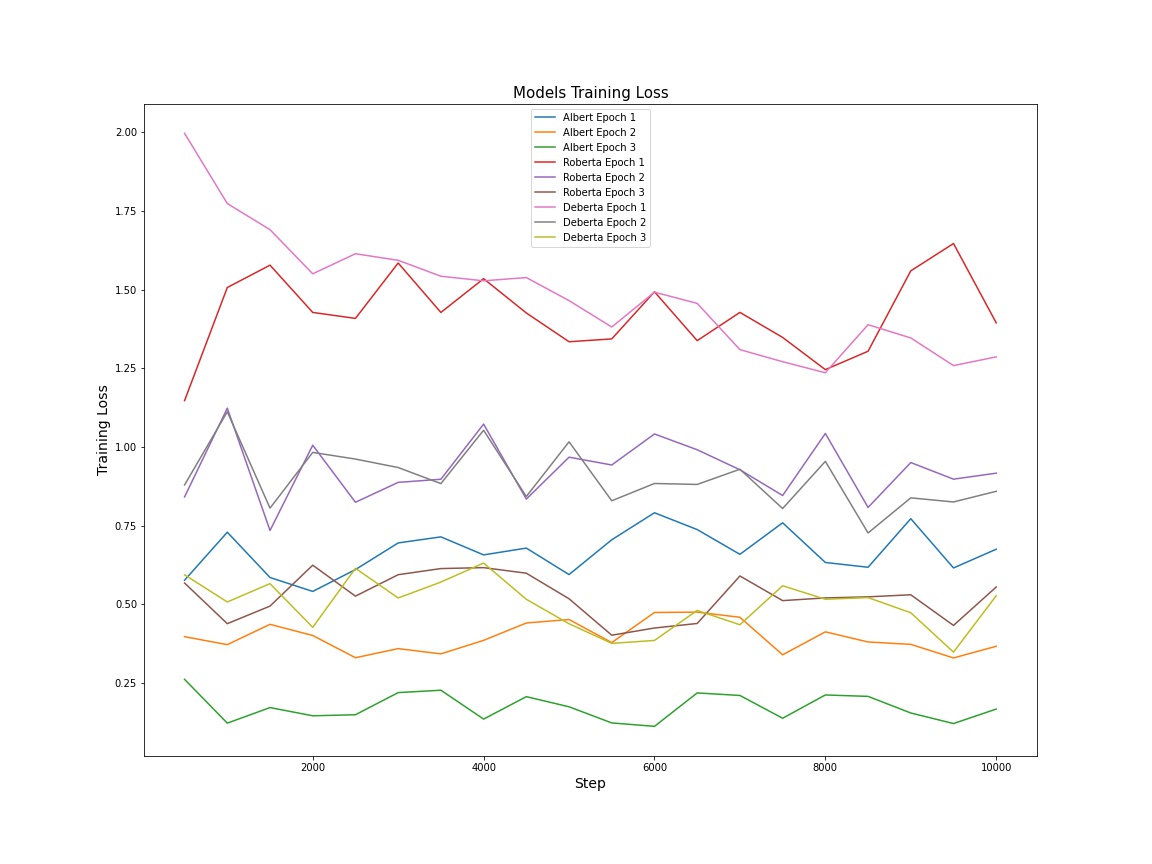 Models Training Loss
Albert Epoch 1
Albert Epoch 2
Albert Epoch 3
Roberta Epoch 1
Roberta Epoch 2
Roberta Epoch 3
Deberta Epoch 1
Deberta Epoch 2
Deberta Epoch 3
2.00
1.75
1.50
1.25
1.00
0.75
0.50
0.25
Training Loss
2000 4000 6000 8000 10000
Step